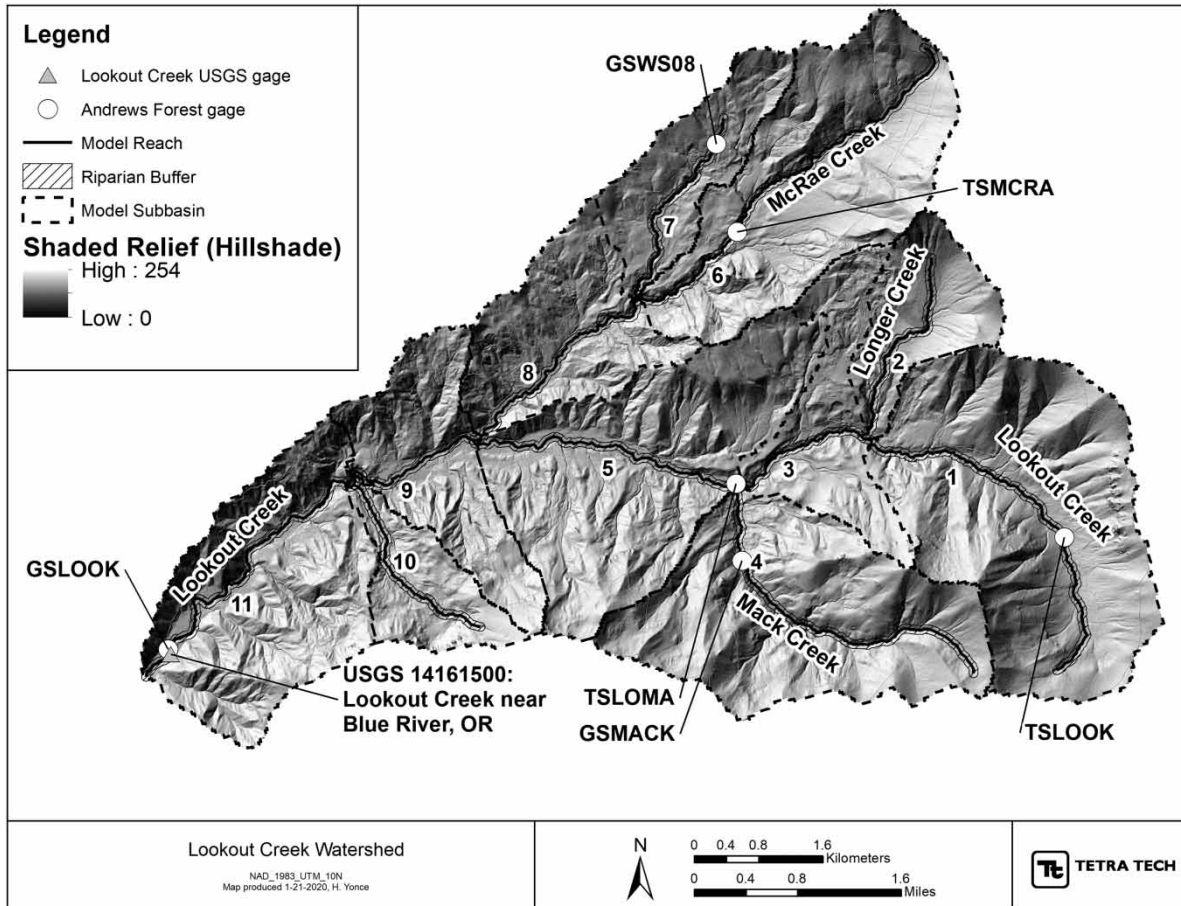 Legend
Lookout Creek USGS gage
Andrews Forest gage
Model Reach
Riparian Buffer
Model Subbasin
Shaded Relief (Hillshade)
High : 254
Low : 0
GSWS08
McRae Creek
TSMCRA
7
6
Longer Creek
2
8
Lookout Creek
5
3
1
9
10
4
GSLOOK
Lookout Creek
11
Mack Creek
USGS 14161500:
Lookout Creek near
Blue River, OR
TSLOMA
GSMACK
TSLOOK
Lookout Creek Watershed
NAD_1983_UTM_10N
Map produced 1-21-2020, H. Yonce
N
0 0.4 0.8 1.6
Kilometers
0 0.4 0.8 1.6
Miles
Tt TETRA TECH